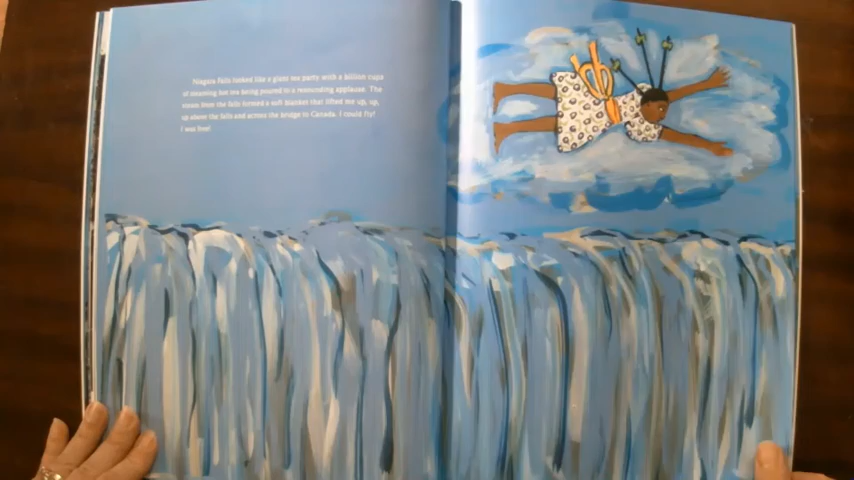 Niagara Falls looked like a giant tea party with a billion cups
of steaming hot tea being poured to a resounding applause. The
steam from the falls formed a soft blanket that lifted me up, up,
up above the falls and across the bridge to Canada. I could fly!
I was free!